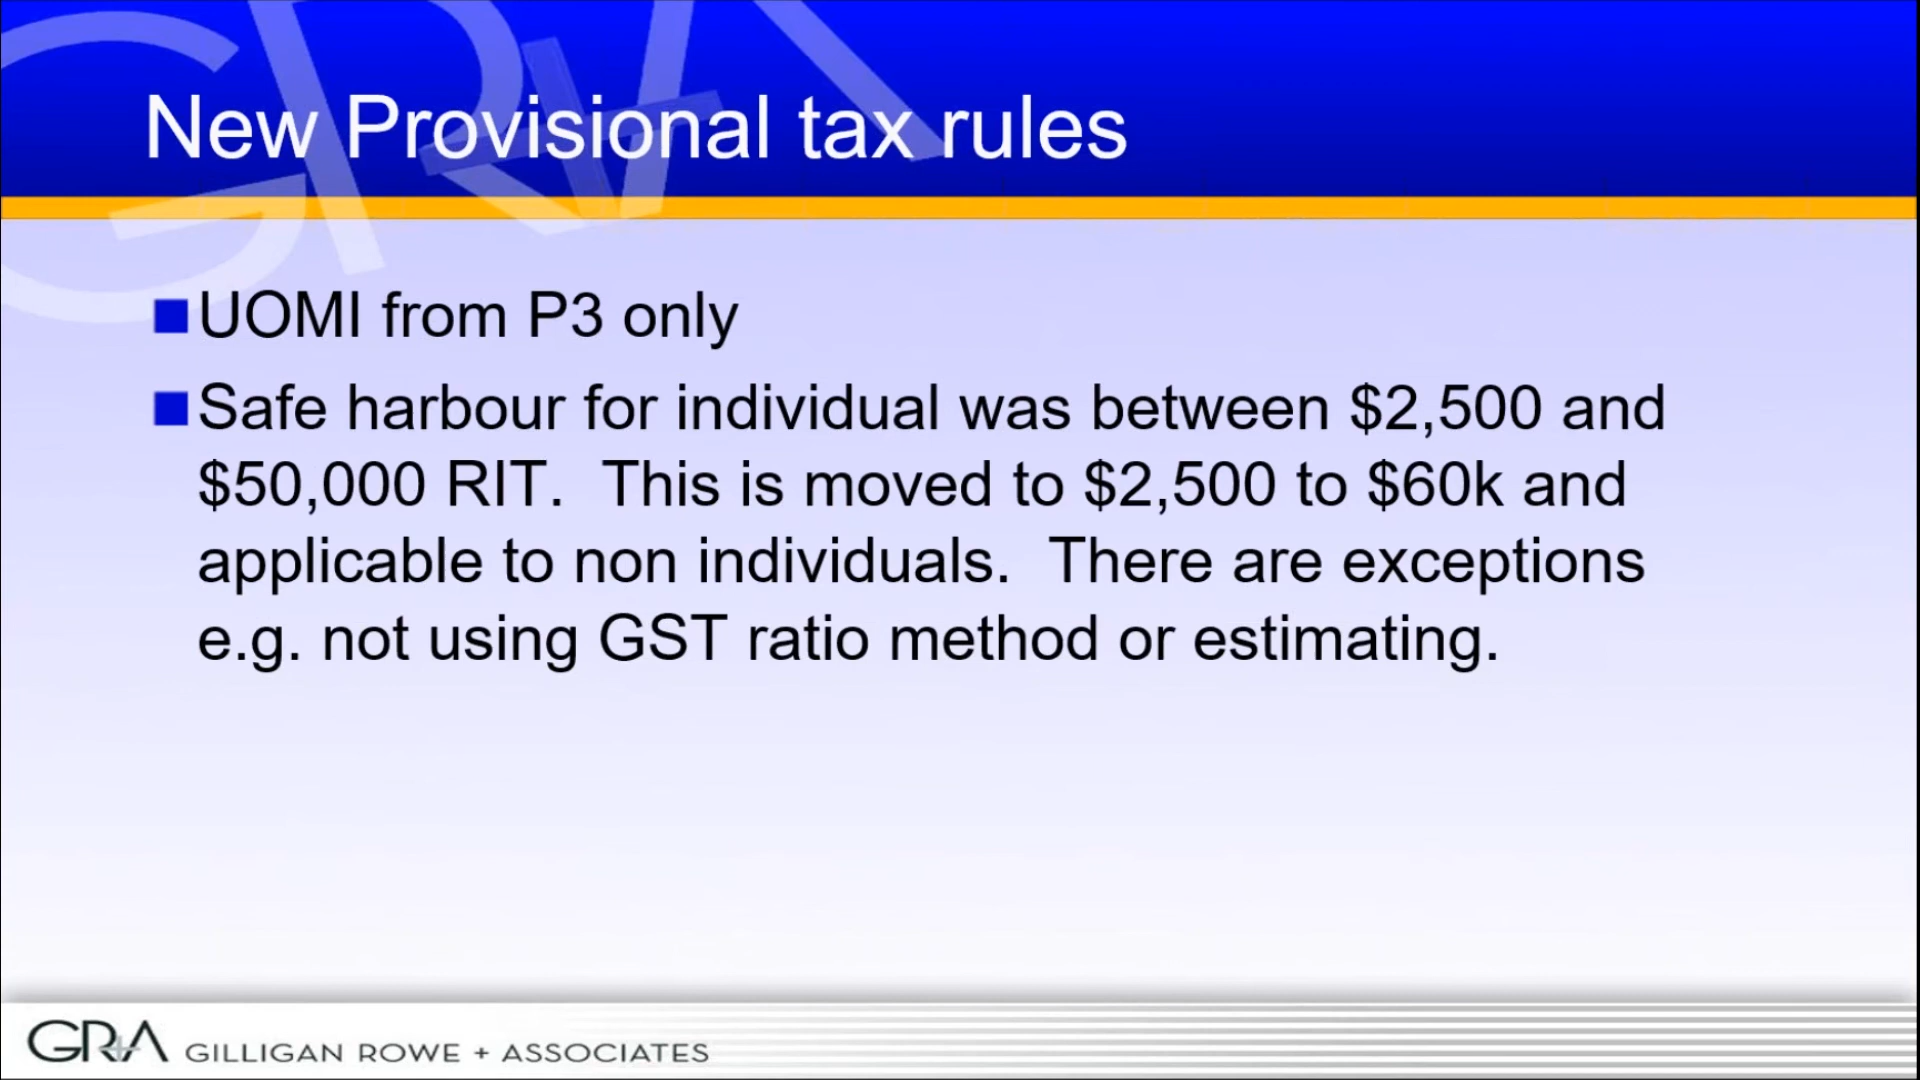 New Provisional tax rules
UOMI from P3 only
Safe harbour for individual was between $2,500 and
$50,000 RIT.  This is moved to $2,500 to $60k and
applicable to non individuals.  There are exceptions
e.g. not using GST ratio method or estimating.
GRA GILLIGAN ROWE + ASSOCIATES